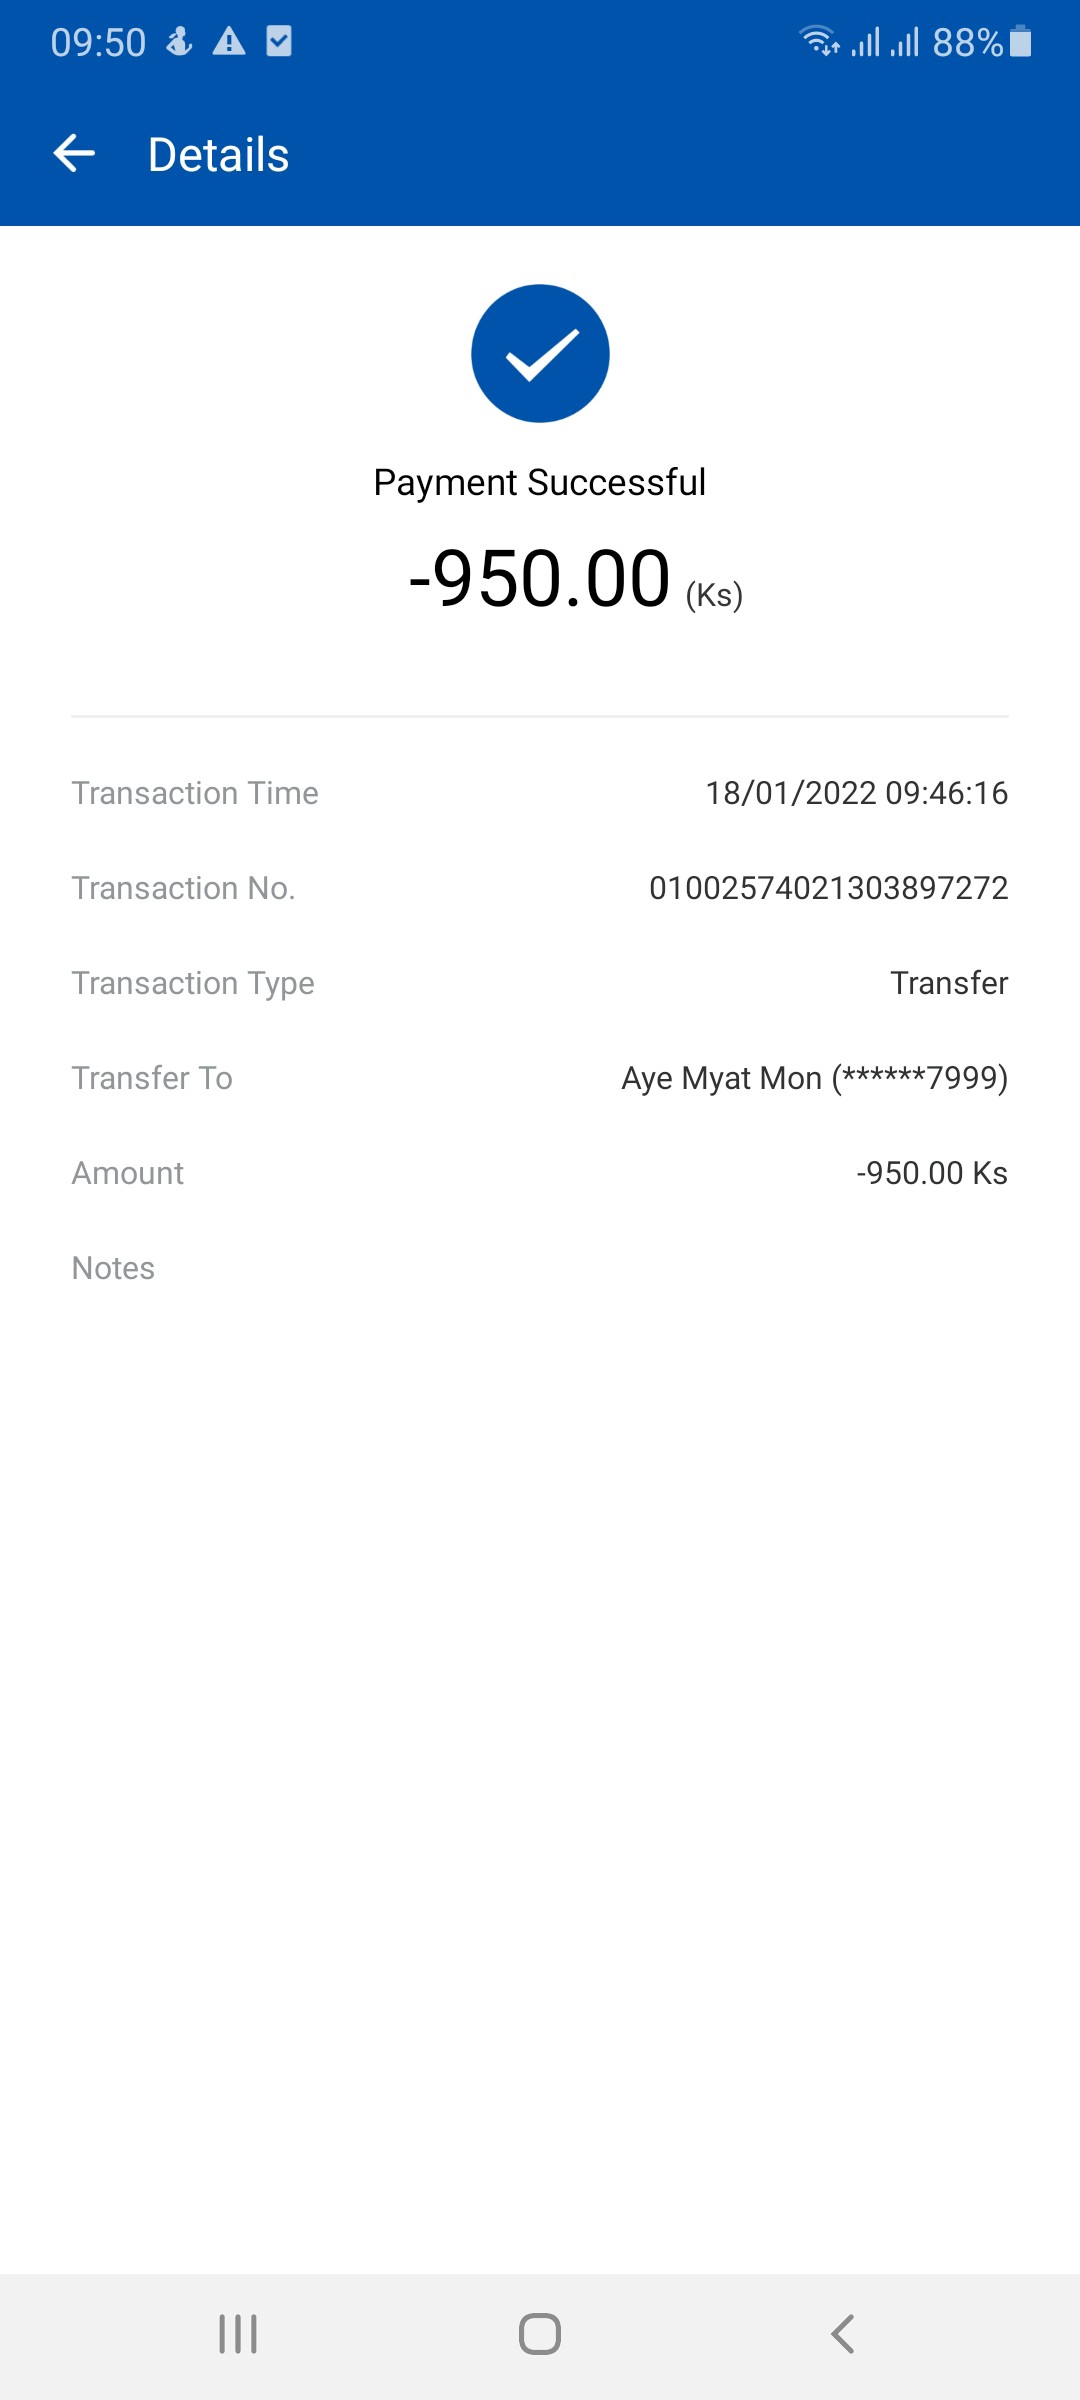 09:50 88%
Details
Payment Successful
-950.00 (Ks)
Transaction Time 18/01/2022 09:46:16
Transaction No. 01002574021303897272
Transaction Type Transfer
Transfer To Aye Myat Mon (******7999)
Amount -950.00 Ks
Notes